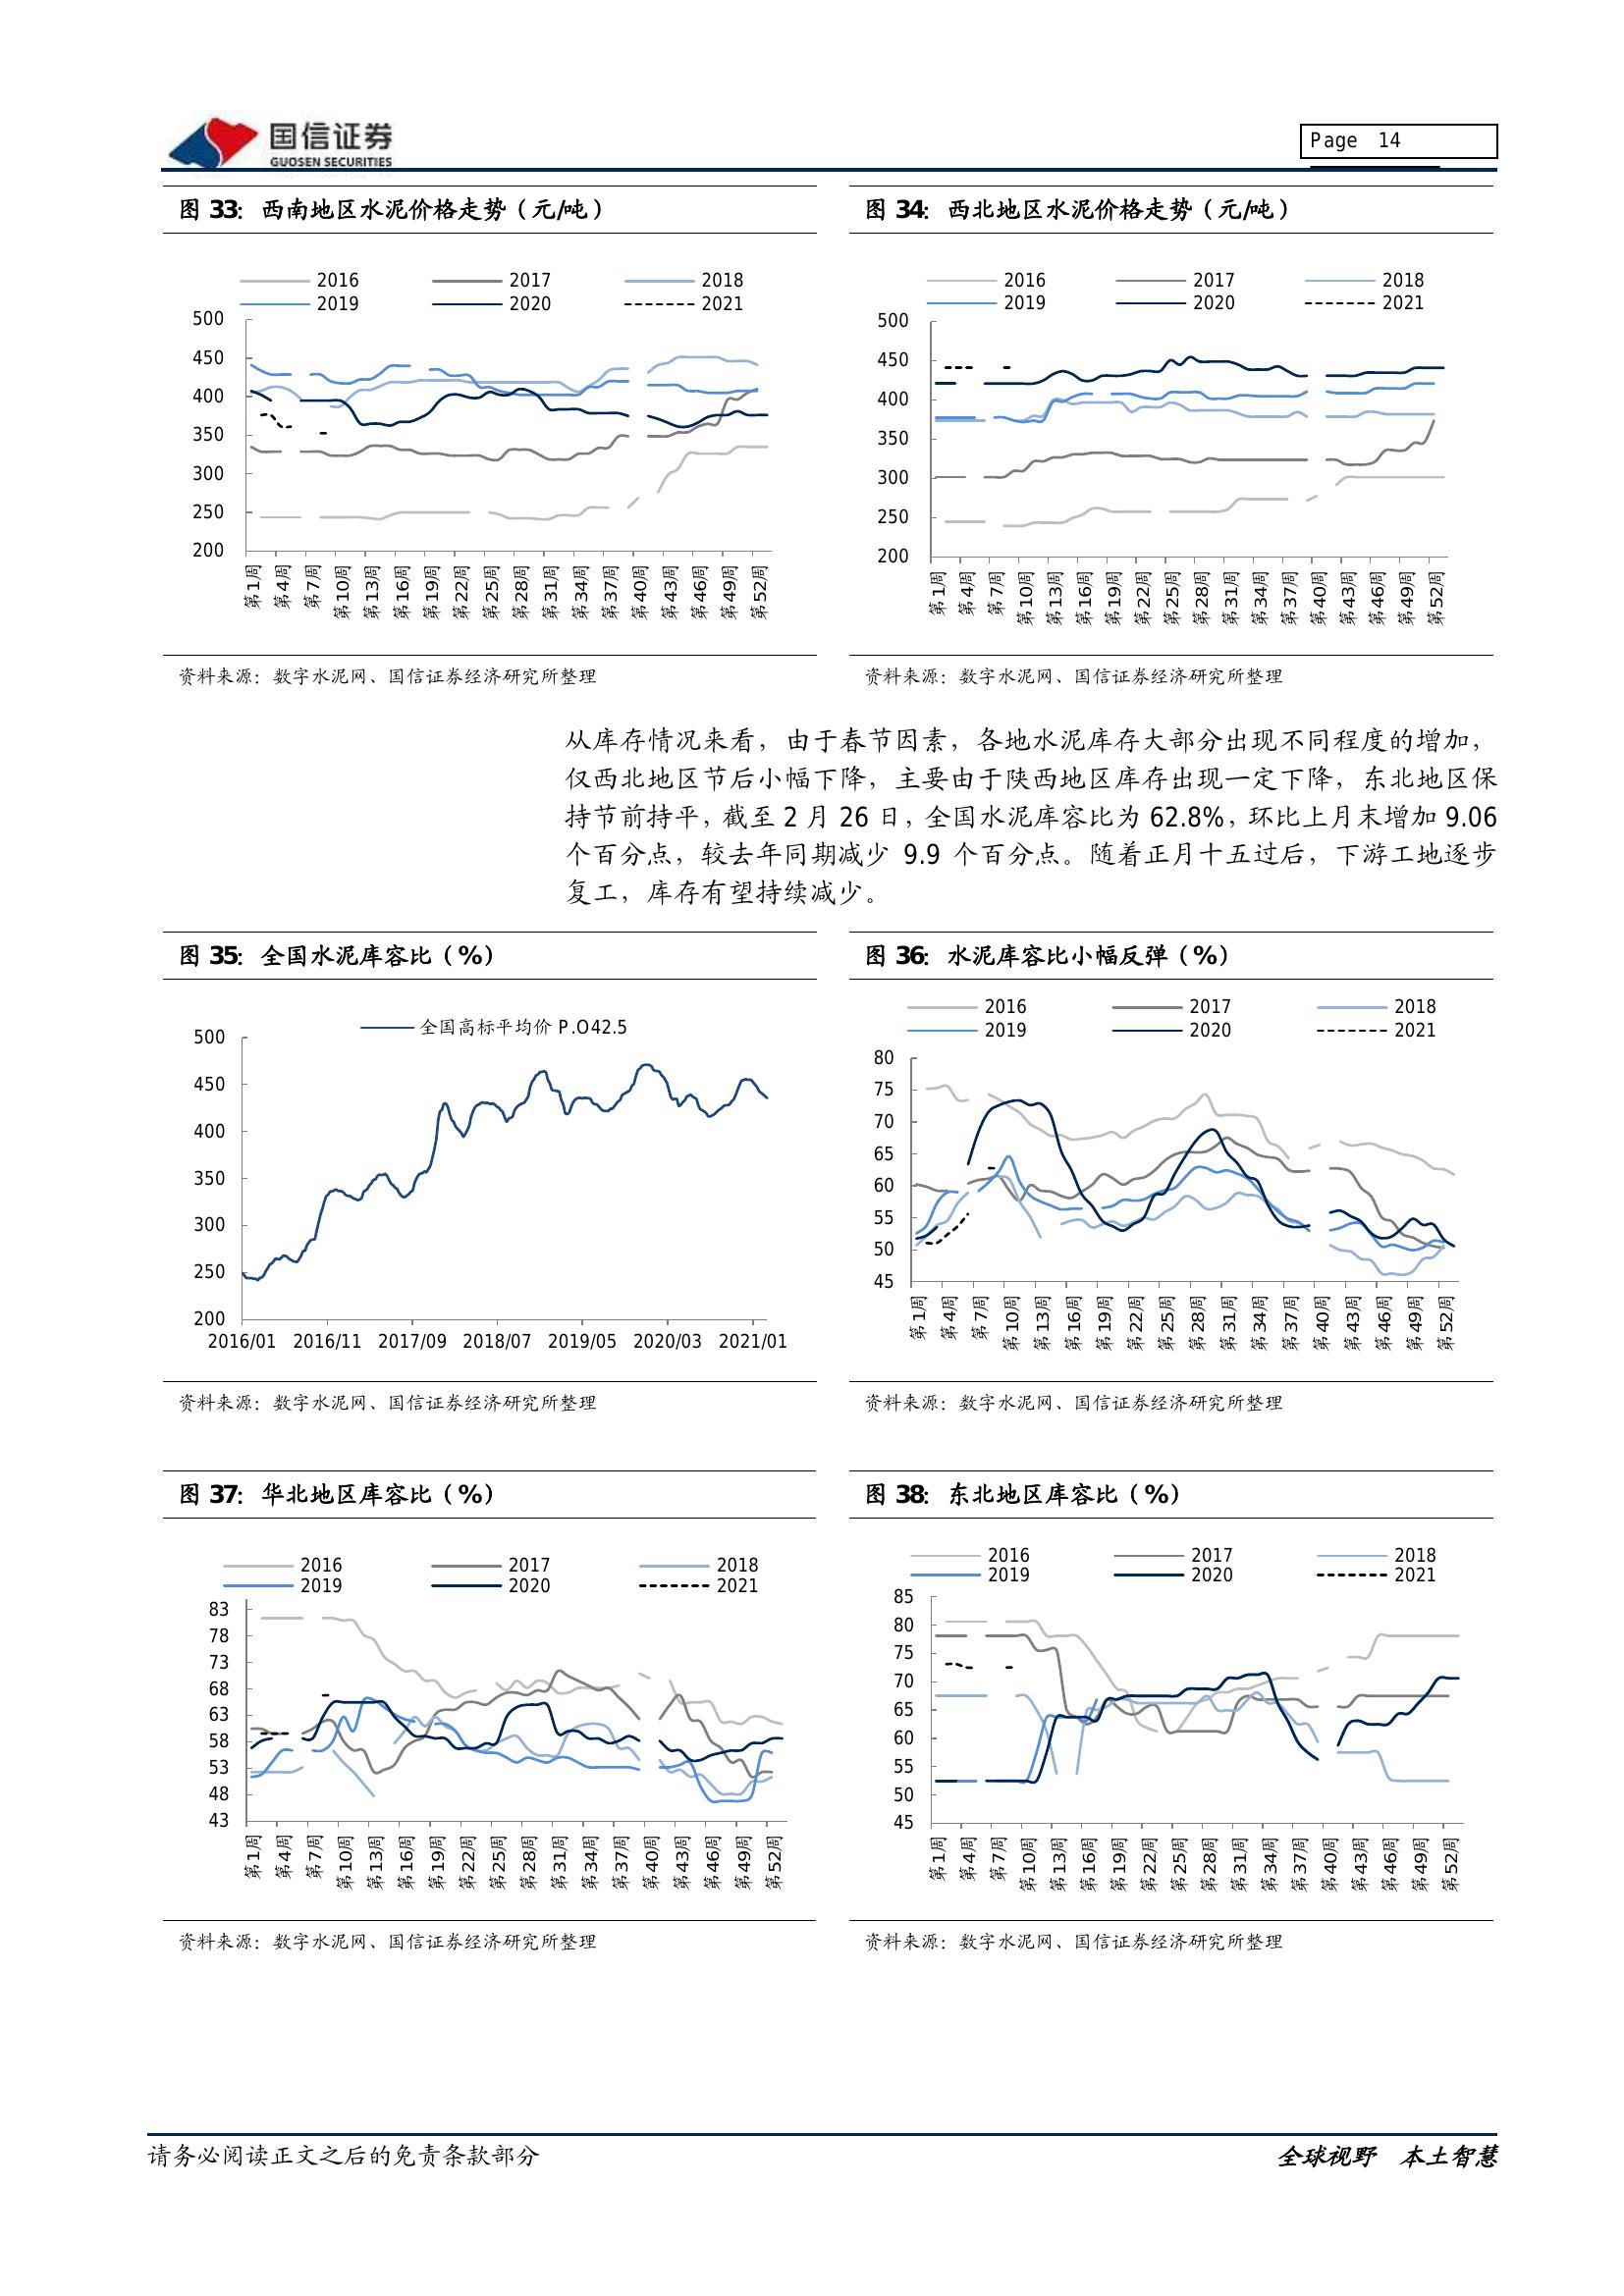 国信证券
GUOSEN SECURITIES
Page 14
图 33: 西南地区水泥价格走势（元/吨）
2016 2017 2018
2019 2020 2021
500
450
400
350
300
250
200
第1周 第4周 第7周 第10周 第13周 第16周 第19周 第22周 第25周 第28周 第31周 第34周 第37周 第40周 第43周 第46周 第49周 第52周
资料来源：数字水泥网、国信证券经济研究所整理
图 34: 西北地区水泥价格走势（元/吨）
2016 2017 2018
2019 2020 2021
500
450
400
350
300
250
200
第1周 第4周 第7周 第10周 第13周 第16周 第19周 第22周 第25周 第28周 第31周 第34周 第37周 第40周 第43周 第46周 第49周 第52周
资料来源：数字水泥网、国信证券经济研究所整理
从库存情况来看，由于春节因素，各地水泥库存大部分出现不同程度的增加，
仅西北地区节后小幅下降，主要由于陕西地区库存出现一定下降，东北地区保
持节前持平，截至 2 月 26 日，全国水泥库容比为 62.8%，环比上月末增加 9.06
个百分点，较去年同期减少 9.9 个百分点。随着正月十五过后，下游工地逐步
复工，库存有望持续减少。
图 35: 全国水泥库容比（%）
全国高标平均价 P.O42.5
500
450
400
350
300
250
200
2016/01 2016/11 2017/09 2018/07 2019/05 2020/03 2021/01
资料来源：数字水泥网、国信证券经济研究所整理
图 36: 水泥库容比小幅反弹（%）
2016 2017 2018
2019 2020 2021
80
75
70
65
60
55
50
45
第1周 第4周 第7周 第10周 第13周 第16周 第19周 第22周 第25周 第28周 第31周 第34周 第37周 第40周 第43周 第46周 第49周 第52周
资料来源：数字水泥网、国信证券经济研究所整理
图 37: 华北地区库容比（%）
2016 2017 2018
2019 2020 2021
83
78
73
68
63
58
53
48
43
第1周 第4周 第7周 第10周 第13周 第16周 第19周 第22周 第25周 第28周 第31周 第34周 第37周 第40周 第43周 第46周 第49周 第52周
资料来源：数字水泥网、国信证券经济研究所整理
图 38: 东北地区库容比（%）
2016 2017 2018
2019 2020 2021
85
80
75
70
65
60
55
50
45
第1周 第4周 第7周 第10周 第13周 第16周 第19周 第22周 第25周 第28周 第31周 第34周 第37周 第40周 第43周 第46周 第49周 第52周
资料来源：数字水泥网、国信证券经济研究所整理
请务必阅读正文之后的免责条款部分
全球视野 本土智慧